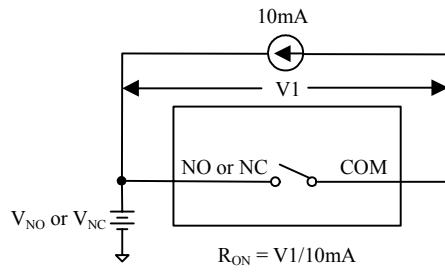 10mA
V1
NO or NC
COM
V_NO or V_NC
R_ON = V1/10mA